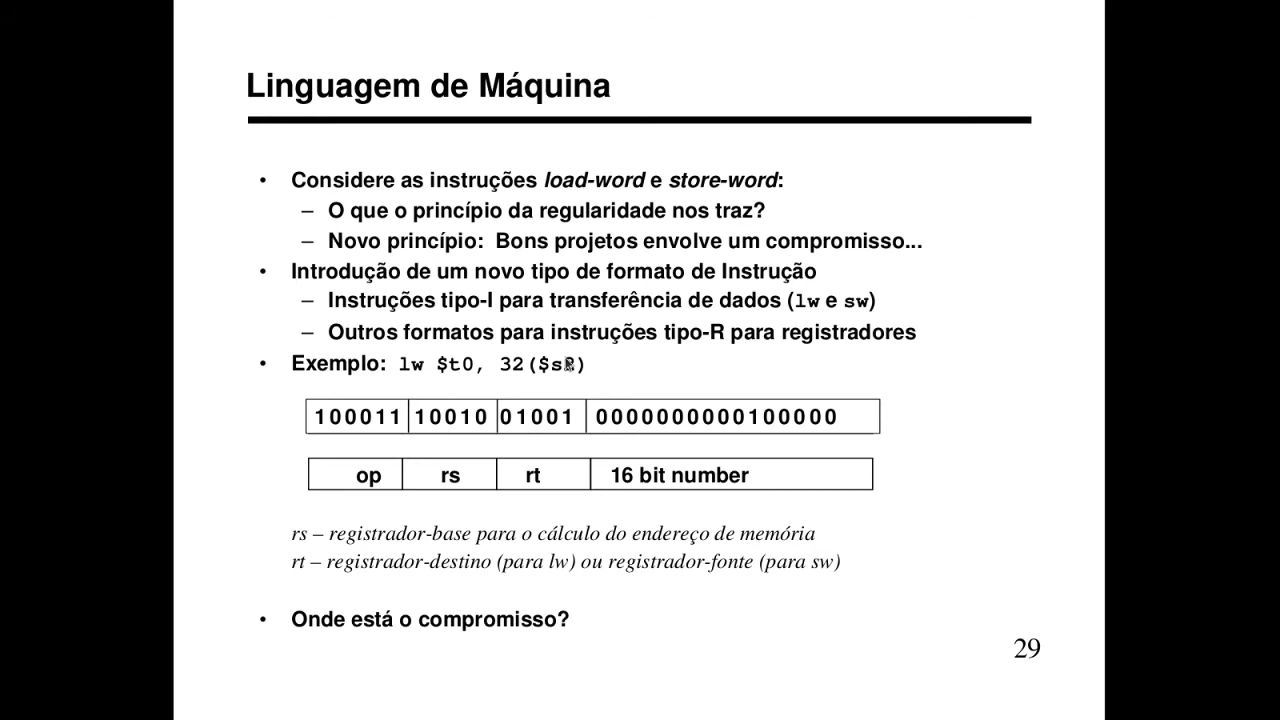 Linguagem de Máquina
• Considere as instruções load-word e store-word:
– O que o princípio da regularidade nos traz?
– Novo princípio: Bons projetos envolve um compromisso...
• Introdução de um novo tipo de formato de Instrução
– Instruções tipo-I para transferência de dados (lw e sw)
– Outros formatos para instruções tipo-R para registradores
• Exemplo: lw $t0,
100011 10010 01001 0000000000100000
op rs rt 16 bit number
rs – registrador-base para o cálculo do endereço de memória
rt – registrador-destino (para lw) ou registrador-fonte (para sw)
• Onde está o compromisso?
29